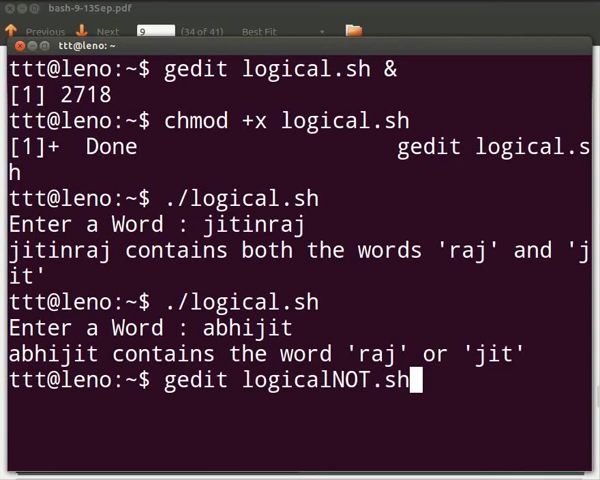 bash-9-13Sep.pdf
Previous Next 9 (34 of 41) Best Fit
ttt@leno: ~
ttt@leno:~$ gedit logical.sh &
[1] 2718
ttt@leno:~$ chmod +x logical.sh
[1]+  Done                    gedit logical.s
h
ttt@leno:~$ ./logical.sh
Enter a Word : jitinraj
jitinraj contains both the words 'raj' and 'j
it'
ttt@leno:~$ ./logical.sh
Enter a Word : abhijit
abhijit contains the word 'raj' or 'jit'
ttt@leno:~$ gedit logicalNOT.sh